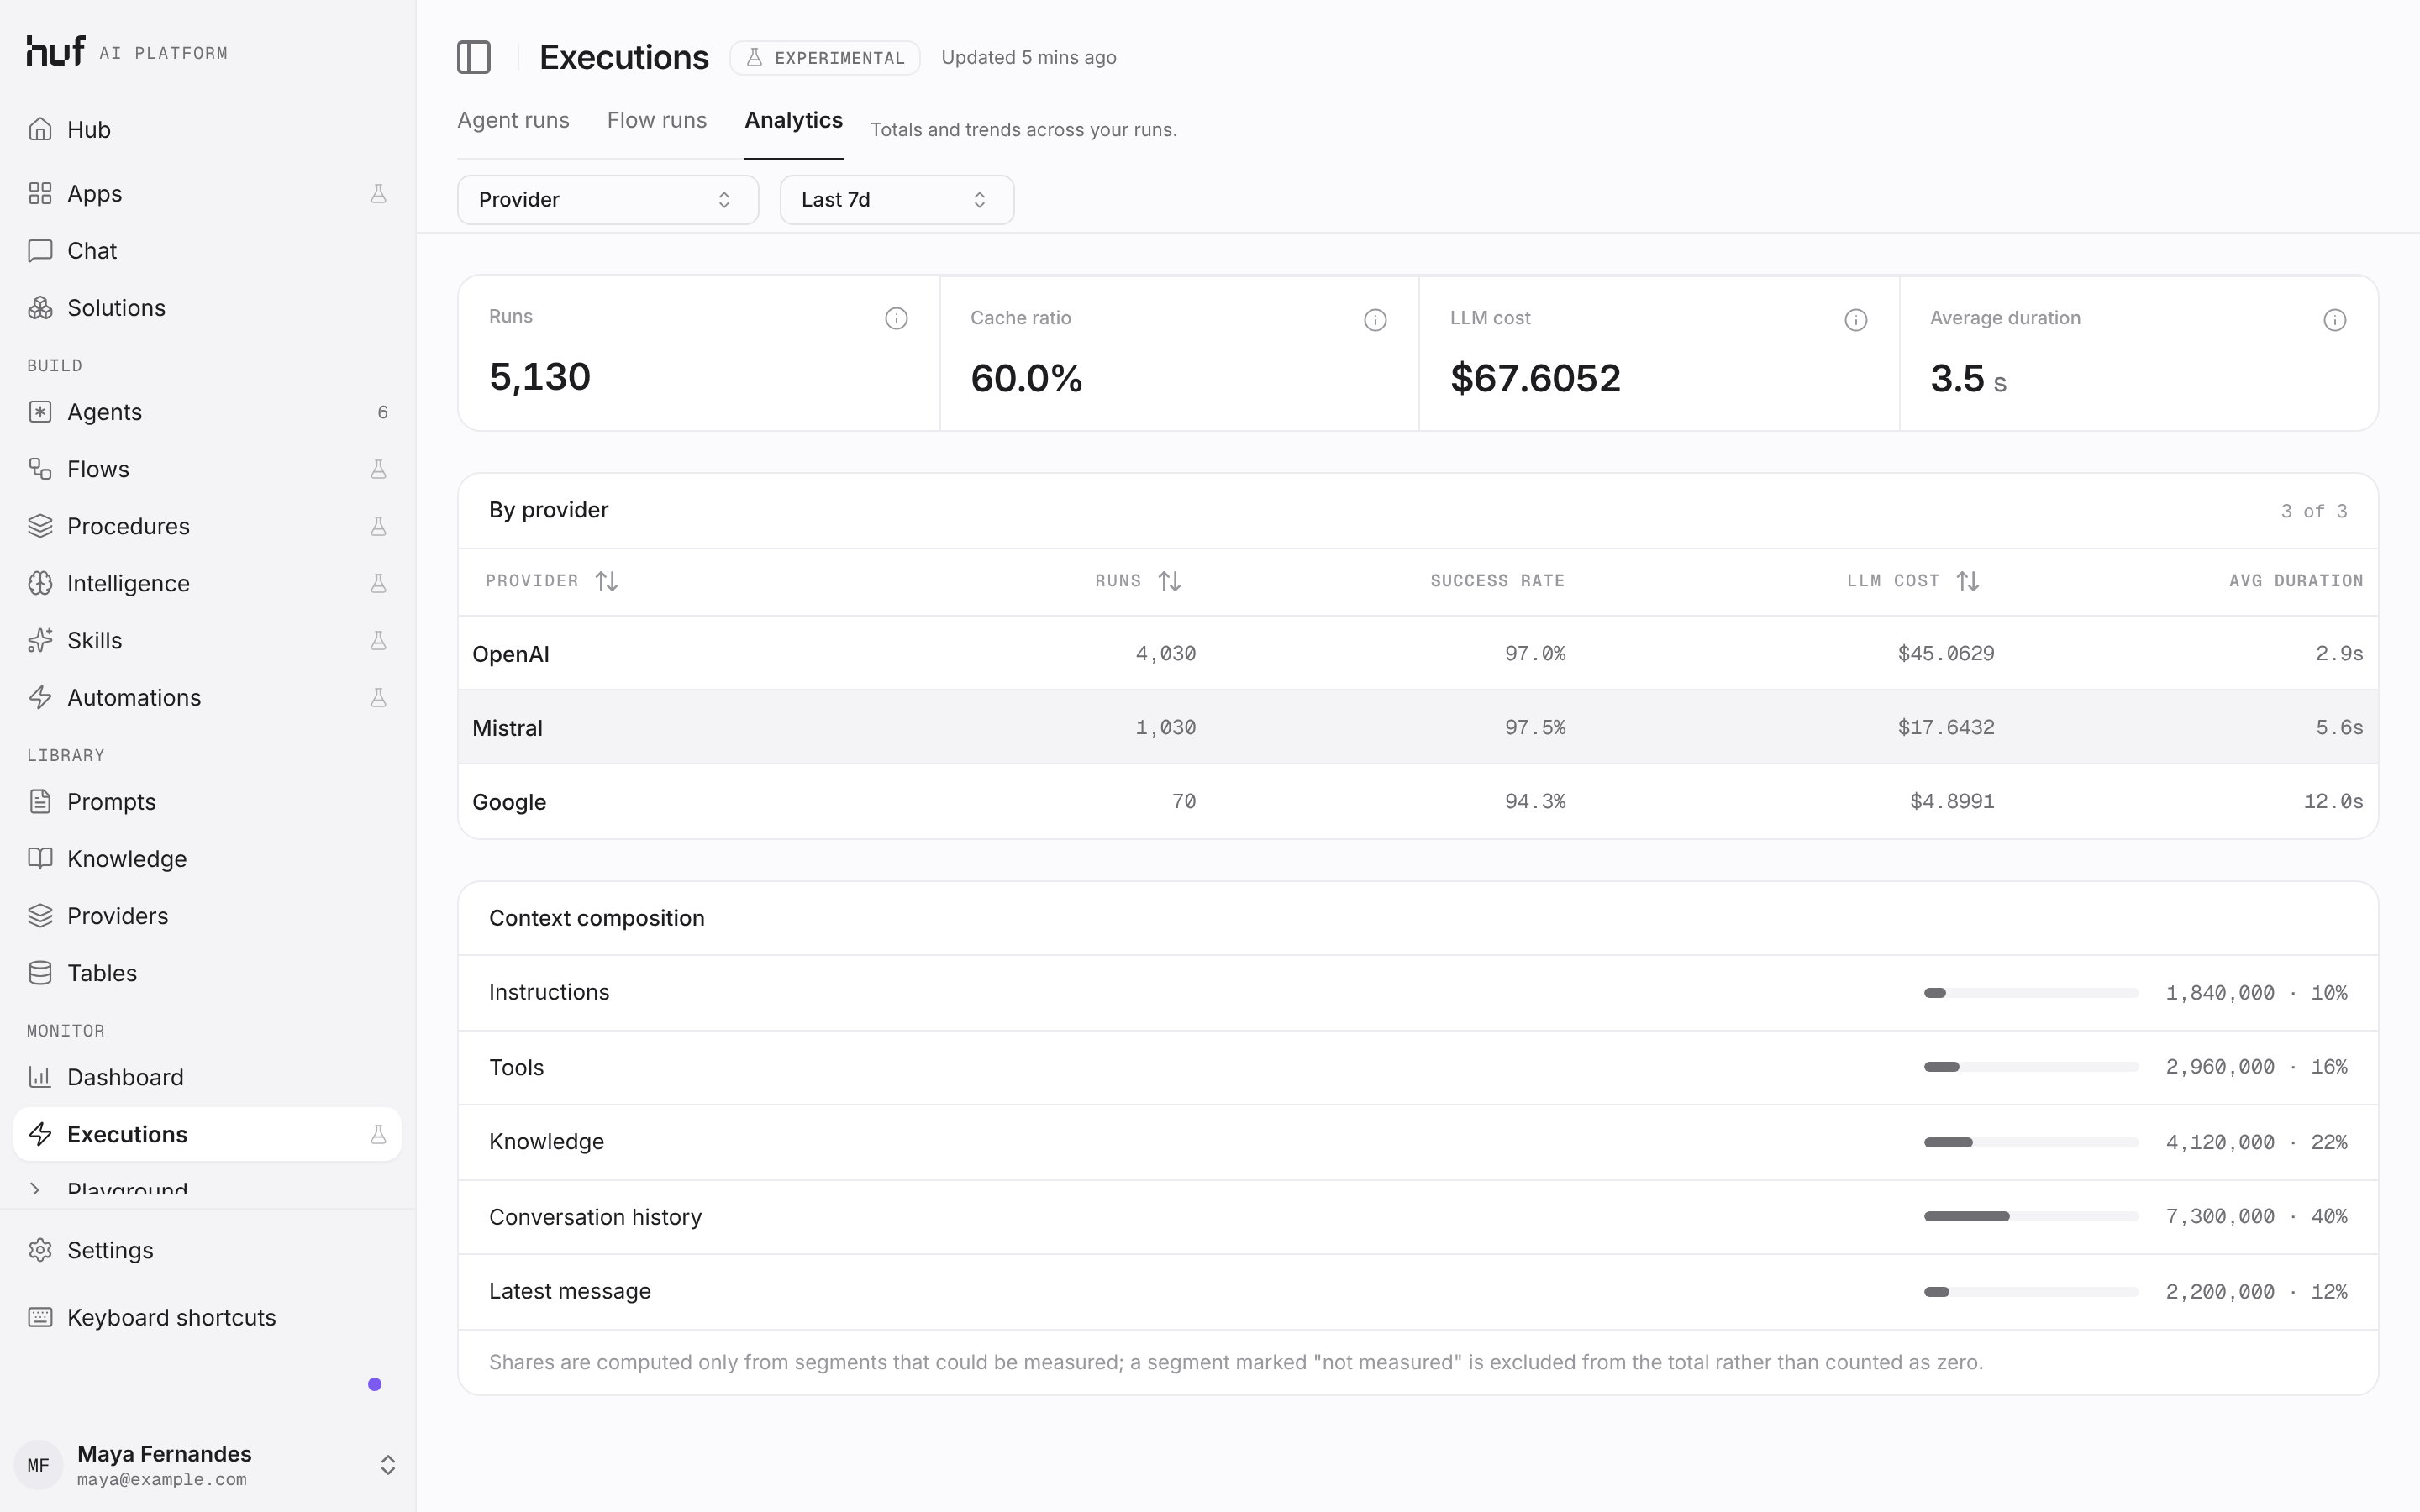 huf AI PLATFORM
Hub
Apps
Chat
Solutions
BUILD
Agents 6
Flows
Procedures
Intelligence
Skills
Automations
LIBRARY
Prompts
Knowledge
Providers
Tables
MONITOR
Dashboard
Executions
Playground
Settings
Keyboard shortcuts
MF
Maya Fernandes
maya@example.com
Executions EXPERIMENTAL Updated 5 mins ago
Agent runs Flow runs Analytics Totals and trends across your runs.
Provider Last 7d
Runs Cache ratio LLM cost Average duration
5,130 60.0% $67.6052 3.5 s
By provider 3 of 3
PROVIDER RUNS SUCCESS RATE LLM COST AVG DURATION
OpenAI 4,030 97.0% $45.0629 2.9s
Mistral 1,030 97.5% $17.6432 5.6s
Google 70 94.3% $4.8991 12.0s
Context composition
Instructions 1,840,000 · 10%
Tools 2,960,000 · 16%
Knowledge 4,120,000 · 22%
Conversation history 7,300,000 · 40%
Latest message 2,200,000 · 12%
Shares are computed only from segments that could be measured; a segment marked "not measured" is excluded from the total rather than counted as zero.